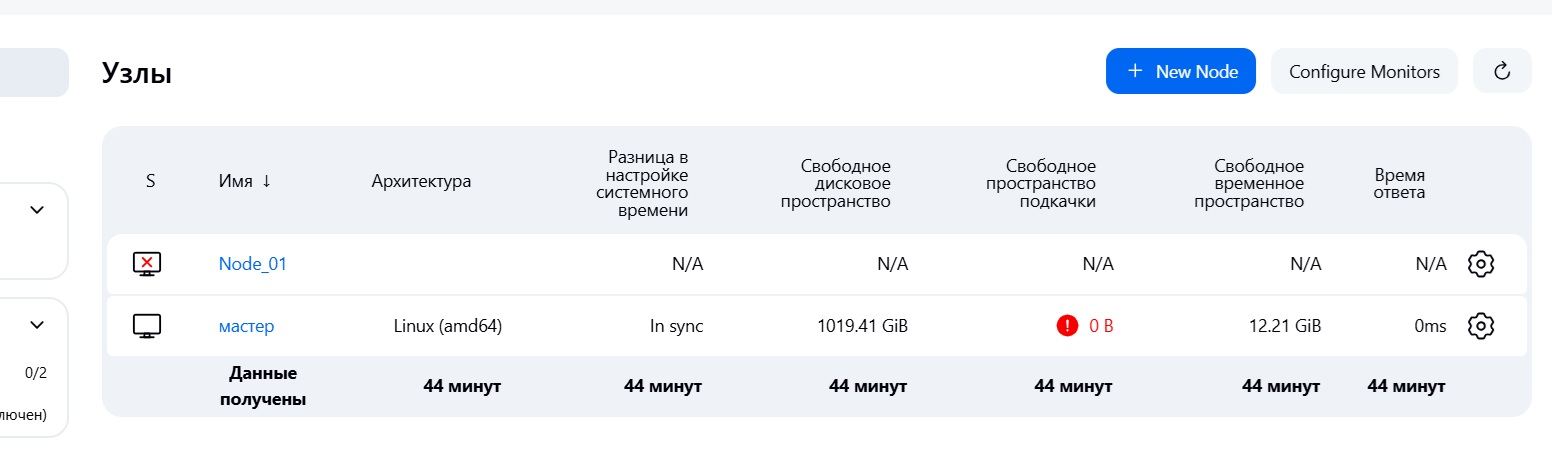 Узлы
+ New Node
Configure Monitors
S
Имя ↓
Архитектура
Разница в
настройке
системного
времени
Свободное
дисковое
пространство
Свободное
пространство
подкачки
Свободное
временное
пространство
Время
ответа
Node_01
N/A
N/A
N/A
N/A
N/A
мастер
Linux (amd64)
In sync
1019.41 GiB
0 B
12.21 GiB
0ms
Данные
получены
44 минут
44 минут
44 минут
44 минут
44 минут
44 минут
0/2
ключен)